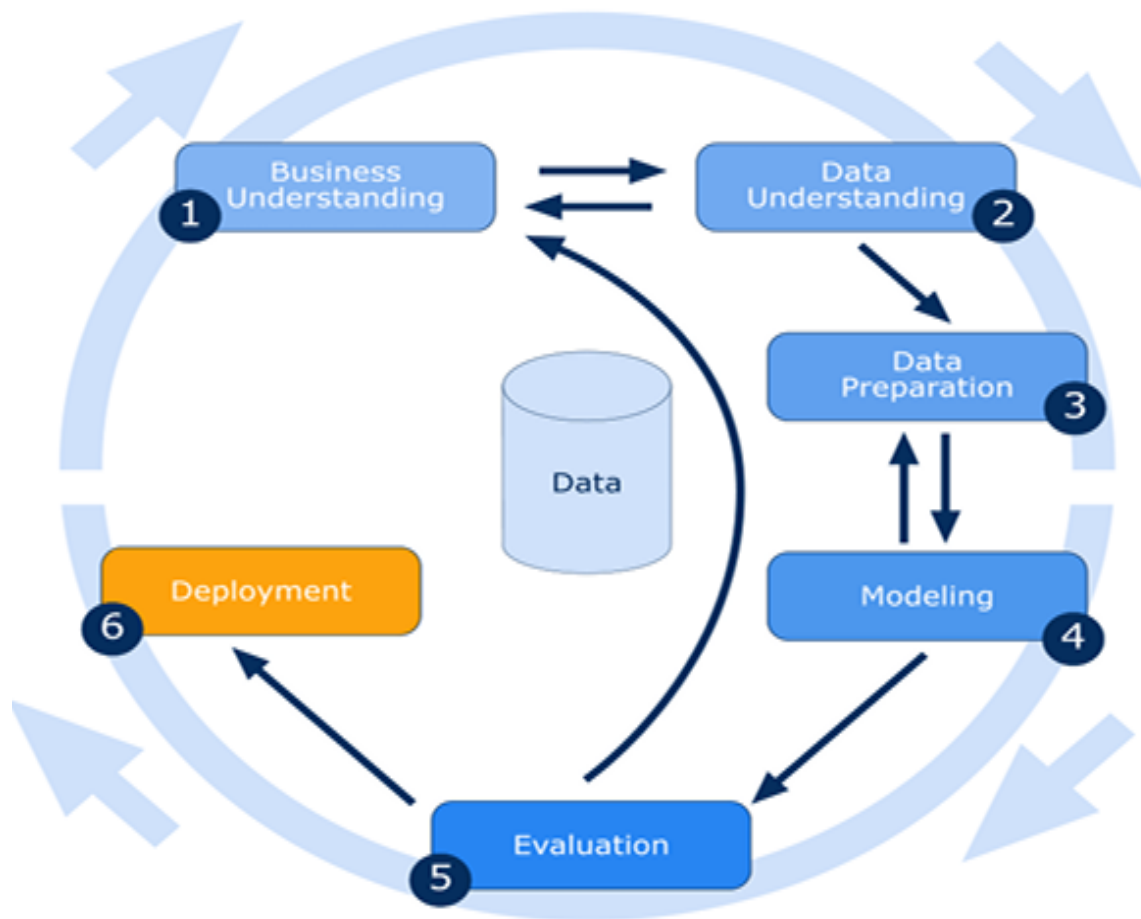 Business
Understanding
1
Data
Understanding
2
Data
Preparation
3
Data
Modeling
4
Deployment
6
Evaluation
5